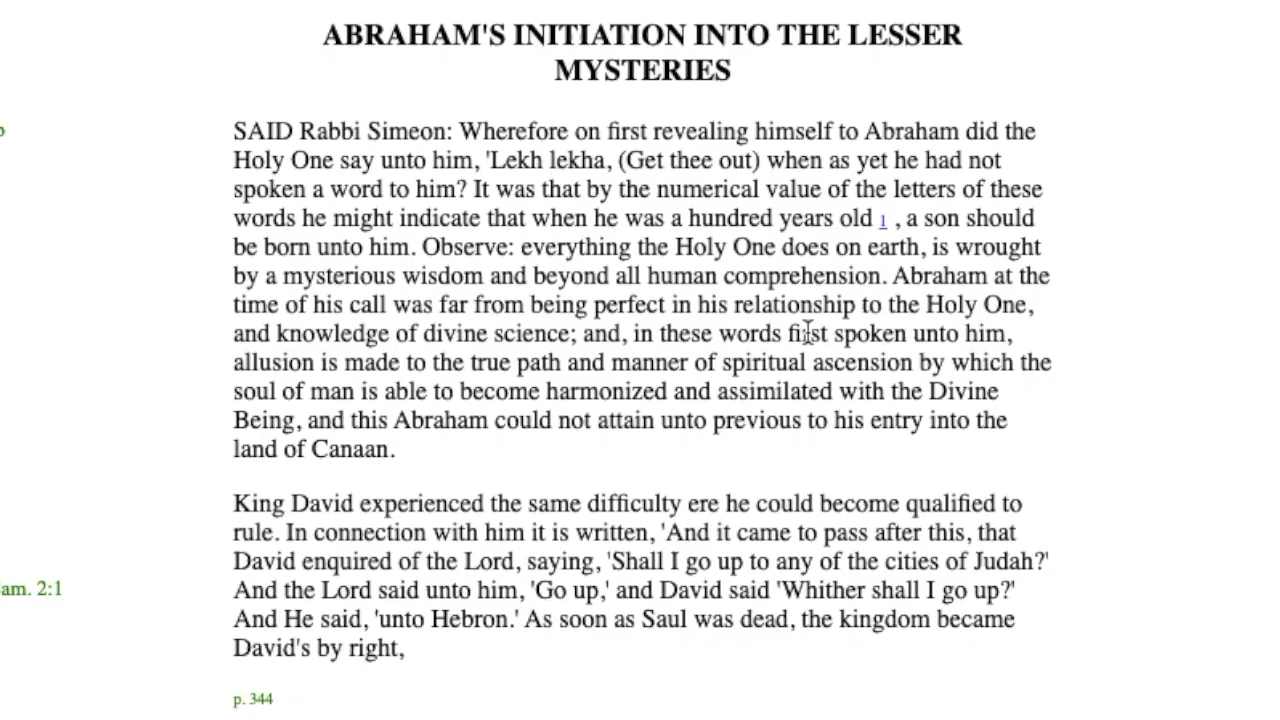 ABRAHAM'S INITIATION INTO THE LESSER
MYSTERIES
SAID Rabbi Simeon: Wherefore on first revealing himself to Abraham did the
Holy One say unto him, 'Lekh lekha, (Get thee out) when as yet he had not
spoken a word to him? It was that by the numerical value of the letters of these
words he might indicate that when he was a hundred years old 1 , a son should
be born unto him. Observe: everything the Holy One does on earth, is wrought
by a mysterious wisdom and beyond all human comprehension. Abraham at the
time of his call was far from being perfect in his relationship to the Holy One,
and knowledge of divine science; and, in these words first spoken unto him,
allusion is made to the true path and manner of spiritual ascension by which the
soul of man is able to become harmonized and assimilated with the Divine
Being, and this Abraham could not attain unto previous to his entry into the
land of Canaan.
King David experienced the same difficulty ere he could become qualified to
rule. In connection with him it is written, 'And it came to pass after this, that
David enquired of the Lord, saying, 'Shall I go up to any of the cities of Judah?'
am. 2:1
And the Lord said unto him, 'Go up,' and David said 'Whither shall I go up?'
And He said, 'unto Hebron.' As soon as Saul was dead, the kingdom became
David's by right,
p. 344